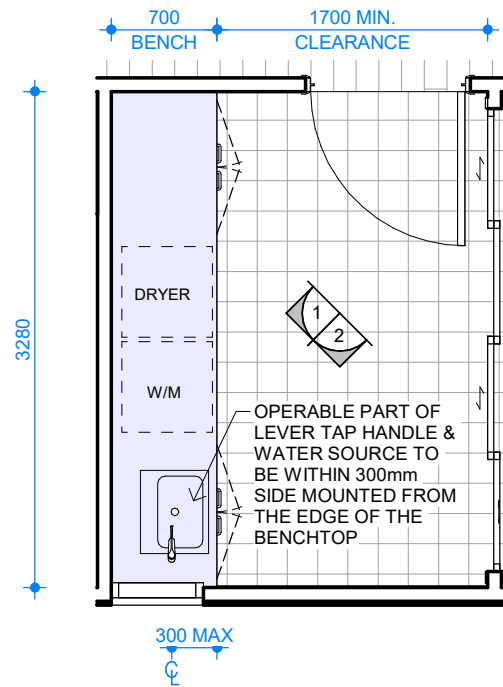 700
BENCH
1700 MIN.
CLEARANCE
3280
DRYER
1
2
W/M
OPERABLE PART OF
LEVER TAP HANDLE &
WATER SOURCE TO
BE WITHIN 300mm
SIDE MOUNTED FROM
THE EDGE OF THE
BENCHTOP
300 MAX
℄